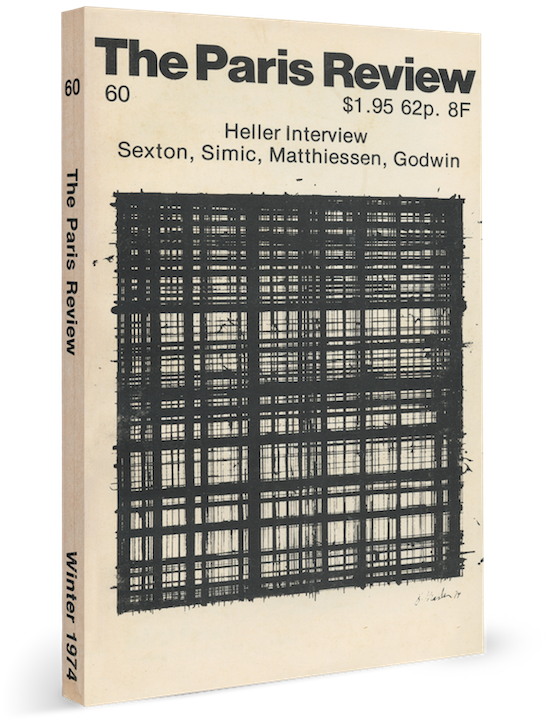 The Paris Review
60
$1.95 62p. 8F
Heller Interview
Sexton, Simic, Matthiessen, Godwin
60
The Paris Review
Winter 1974